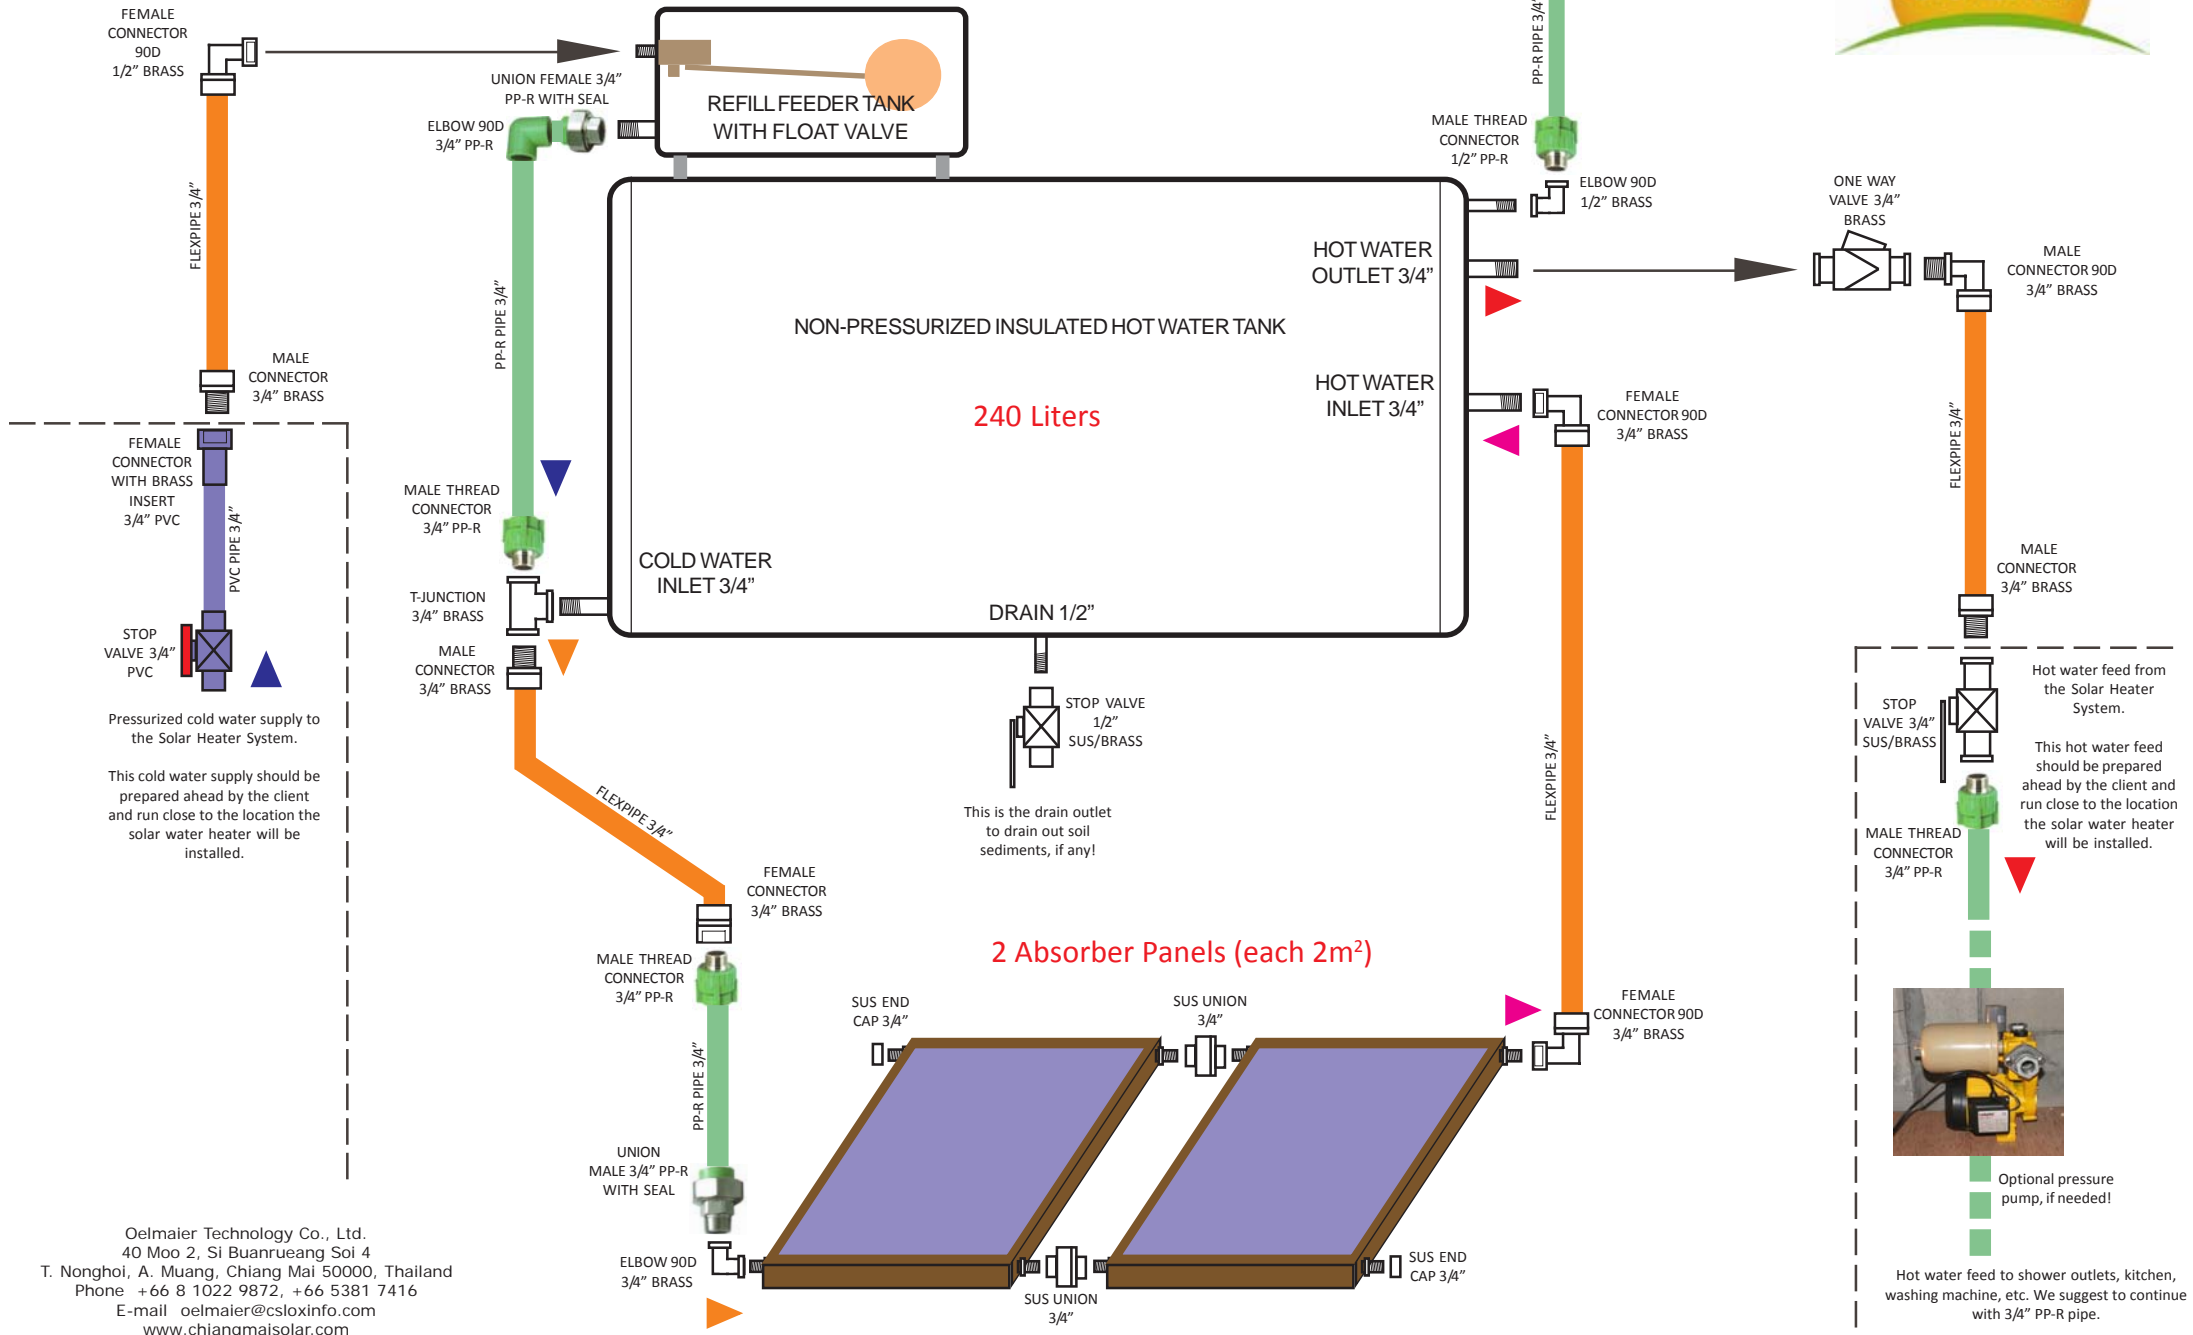 FEMALE
CONNECTOR
90D
1/2” BRASS
FLEXPIPE 3/4”
MALE
CONNECTOR
3/4” BRASS
FEMALE
CONNECTOR
WITH BRASS
INSERT
3/4” PVC
PVC PIPE 3/4”
STOP
VALVE 3/4”
PVC
Pressurized cold water supply to
the Solar Heater System.
This cold water supply should be
prepared ahead by the client
and run close to the location the
solar water heater will be
installed.
UNION FEMALE 3/4”
PP-R WITH SEAL
ELBOW 90D
3/4” PP-R
REFILL FEEDER TANK
WITH FLOAT VALVE
PP-R PIPE 3/4”
MALE THREAD
CONNECTOR
3/4” PP-R
T-JUNCTION
3/4” BRASS
MALE
CONNECTOR
3/4” BRASS
FLEXPIPE 3/4”
FEMALE
CONNECTOR
3/4” BRASS
MALE THREAD
CONNECTOR
3/4” PP-R
PP-R PIPE 3/4”
UNION
MALE 3/4” PP-R
WITH SEAL
ELBOW 90D
3/4” BRASS
NON-PRESSURIZED INSULATED HOT WATER TANK
240 Liters
COLD WATER
INLET 3/4”
DRAIN 1/2”
HOT WATER
OUTLET 3/4”
HOT WATER
INLET 3/4”
STOP VALVE
1/2”
SUS/BRASS
This is the drain outlet
to drain out soil
sediments, if any!
2 Absorber Panels (each 2m²)
SUS END
CAP 3/4”
SUS UNION
3/4”
SUS UNION
3/4”
SUS END
CAP 3/4”
PP-R PIPE 3/4”
MALE THREAD
CONNECTOR
1/2” PP-R
ELBOW 90D
1/2” BRASS
FEMALE
CONNECTOR 90D
3/4” BRASS
FLEXPIPE 3/4”
FEMALE
CONNECTOR 90D
3/4” BRASS
ONE WAY
VALVE 3/4”
BRASS
MALE
CONNECTOR 90D
3/4” BRASS
FLEXPIPE 3/4”
MALE
CONNECTOR
3/4” BRASS
STOP
VALVE 3/4”
SUS/BRASS
Hot water feed from
the Solar Heater
System.
This hot water feed
should be prepared
ahead by the client and
run close to the location
the solar water heater
will be installed.
MALE THREAD
CONNECTOR
3/4” PP-R
Optional pressure
pump, if needed!
Hot water feed to shower outlets, kitchen,
washing machine, etc. We suggest to continue
with 3/4” PP-R pipe.
Oelmaier Technology Co., Ltd.
40 Moo 2, Si Buanrueang Soi 4
T. Nonghoi, A. Muang, Chiang Mai 50000, Thailand
Phone +66 8 1022 9872, +66 5381 7416
E-mail oelmaier@csloxinfo.com
www.chiangmaisolar.com